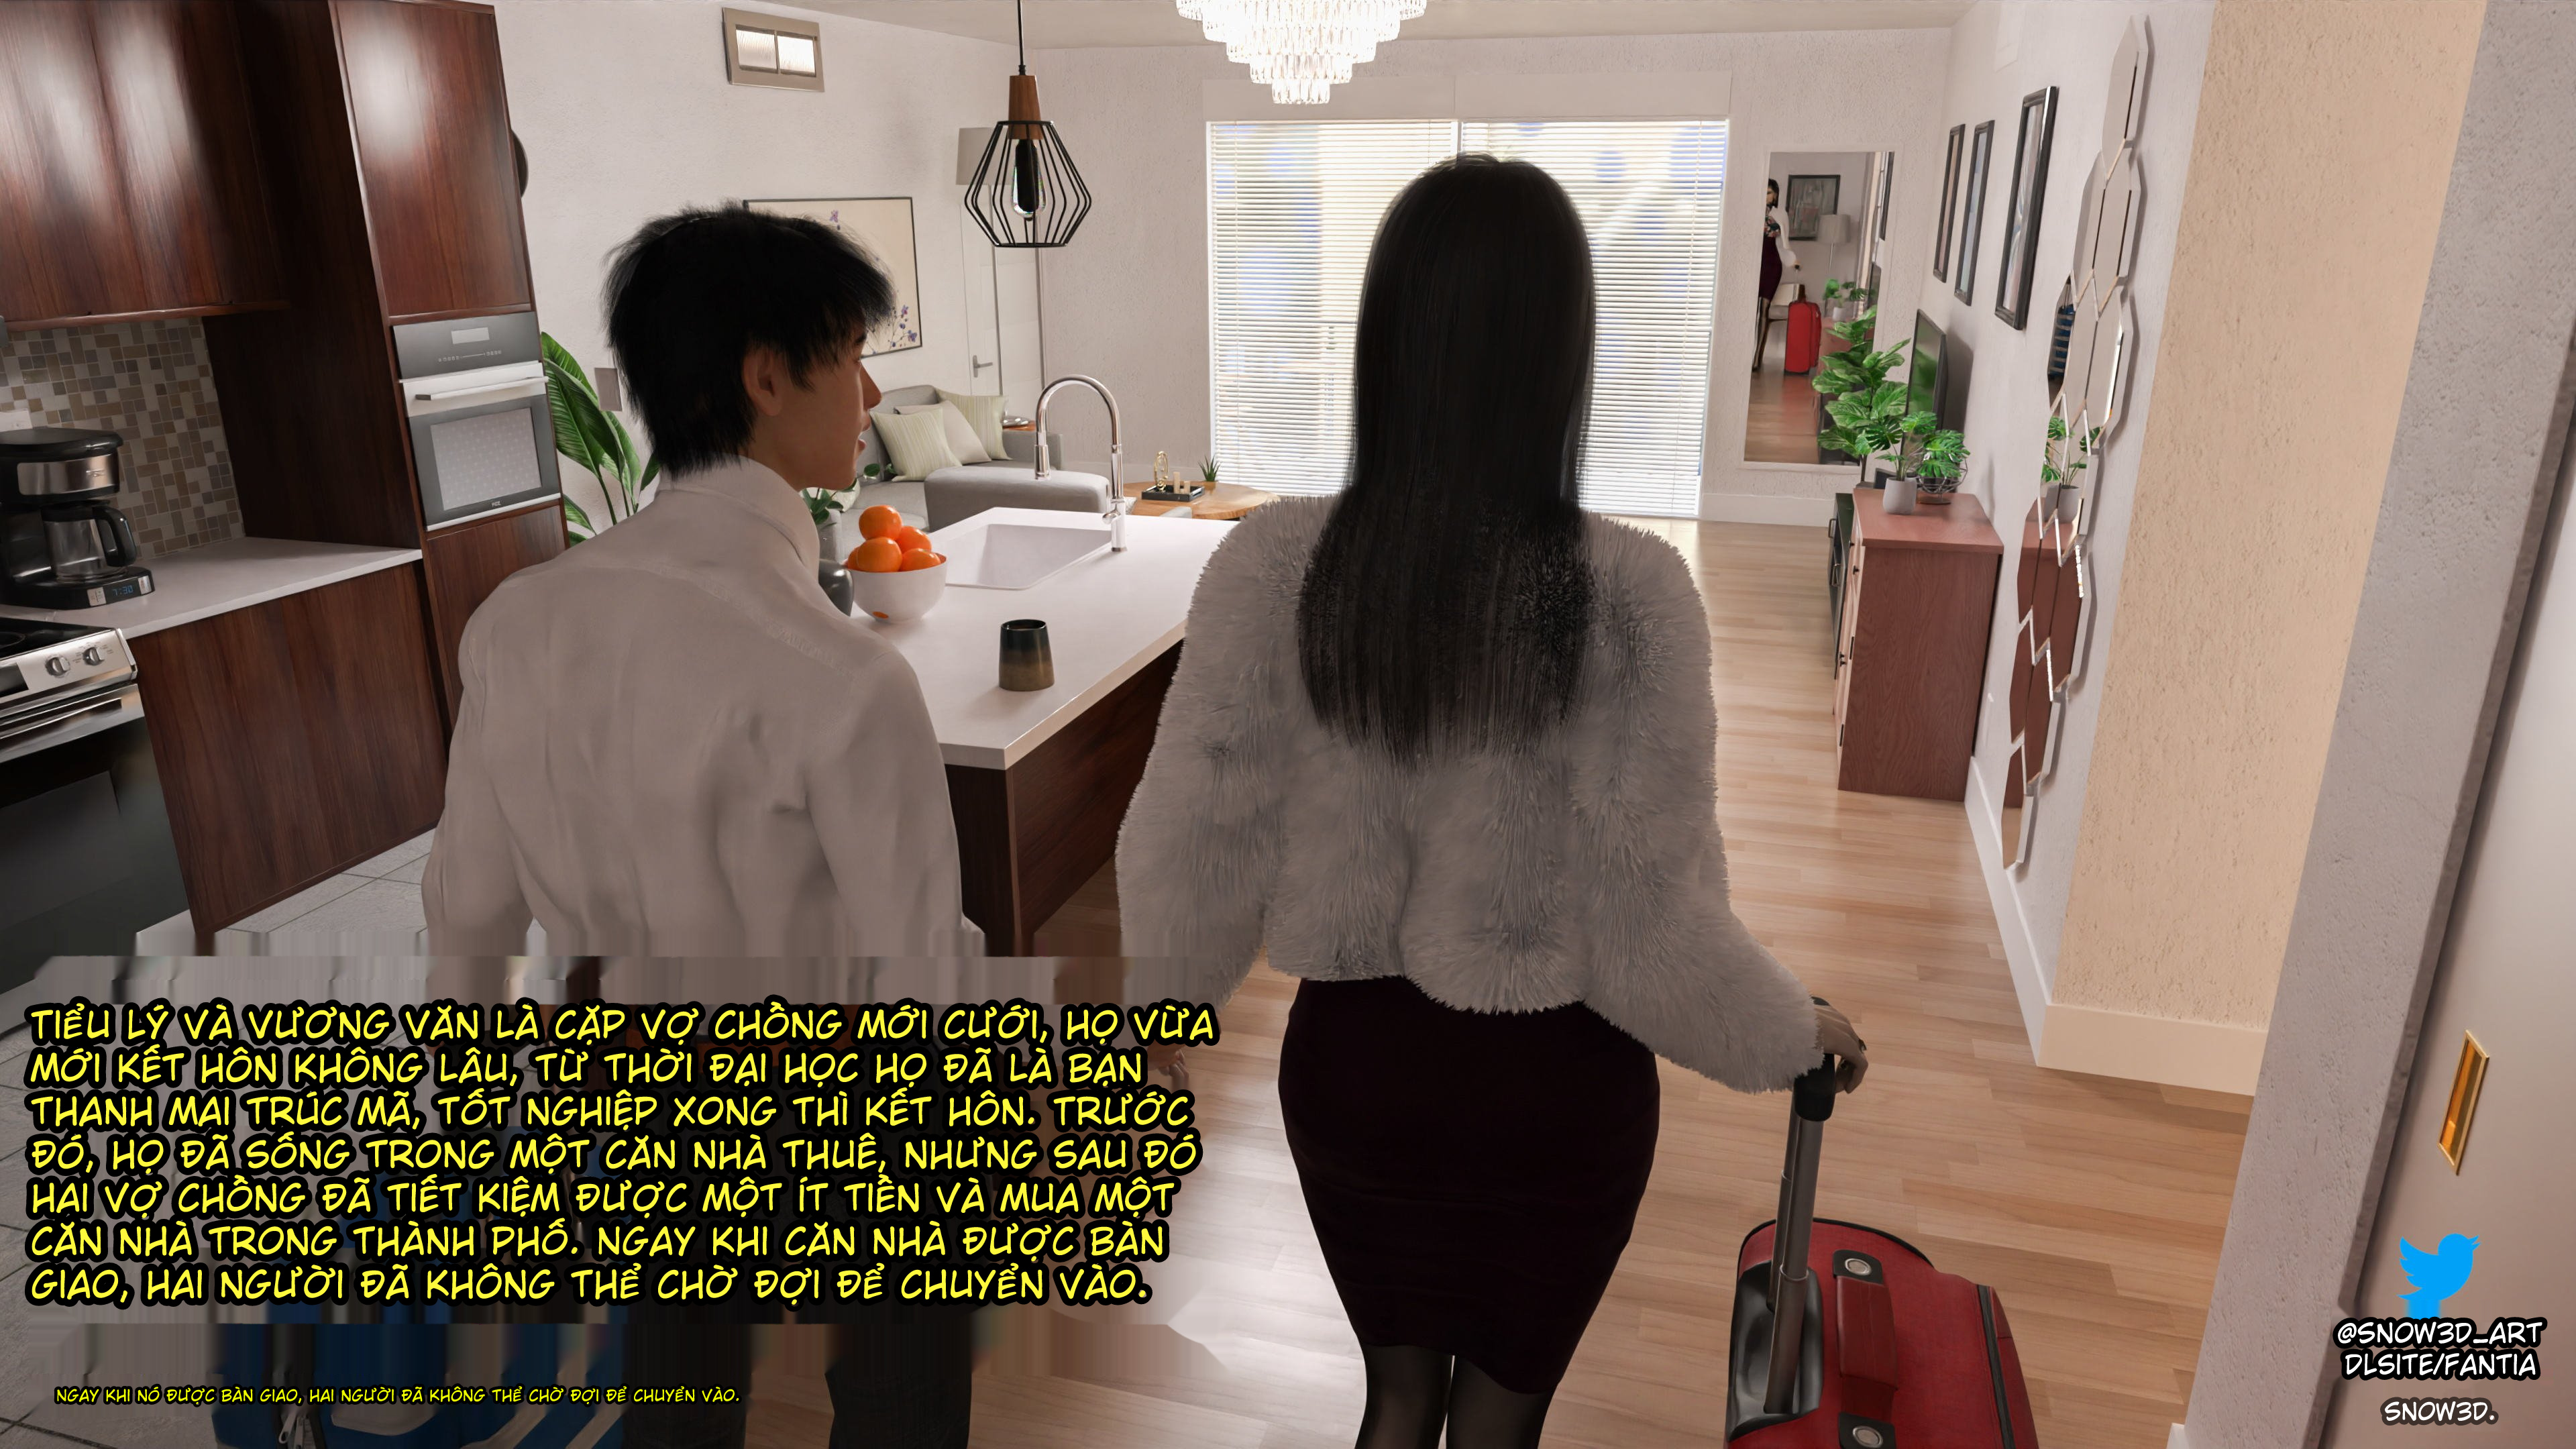 TIỂU LÝ VÀ VƯƠNG VĂN LÀ CẶP VỢ CHỒNG MỚI CƯỚI, HỌ VỪA
MỚI KẾT HÔN KHÔNG LÂU, TỪ THỜI ĐẠI HỌC HỌ ĐÃ LÀ BẠN
THANH MAI TRÚC MÃ, TỐT NGHIỆP XONG THÌ KẾT HÔN. TRƯỚC
ĐÓ, HỌ ĐÃ SỐNG TRONG MỘT CĂN NHÀ THUÊ, NHƯNG SAU ĐÓ
HAI VỢ CHỒNG ĐÃ TIẾT KIỆM ĐƯỢC MỘT ÍT TIỀN VÀ MUA MỘT
CĂN NHÀ TRONG THÀNH PHỐ. NGAY KHI CĂN NHÀ ĐƯỢC BÀN
GIAO, HAI NGƯỜI ĐÃ KHÔNG THỂ CHỜ ĐỢI ĐỂ CHUYỂN VÀO.
NGAY KHI NÓ ĐƯỢC BÀN GIAO, HAI NGƯỜI ĐÃ KHÔNG THỂ CHỜ ĐỢI ĐỂ CHUYỂN VÀO.
@SNOW3D_ART
DLSITE/FANTIA
SNOW3D.
7:30